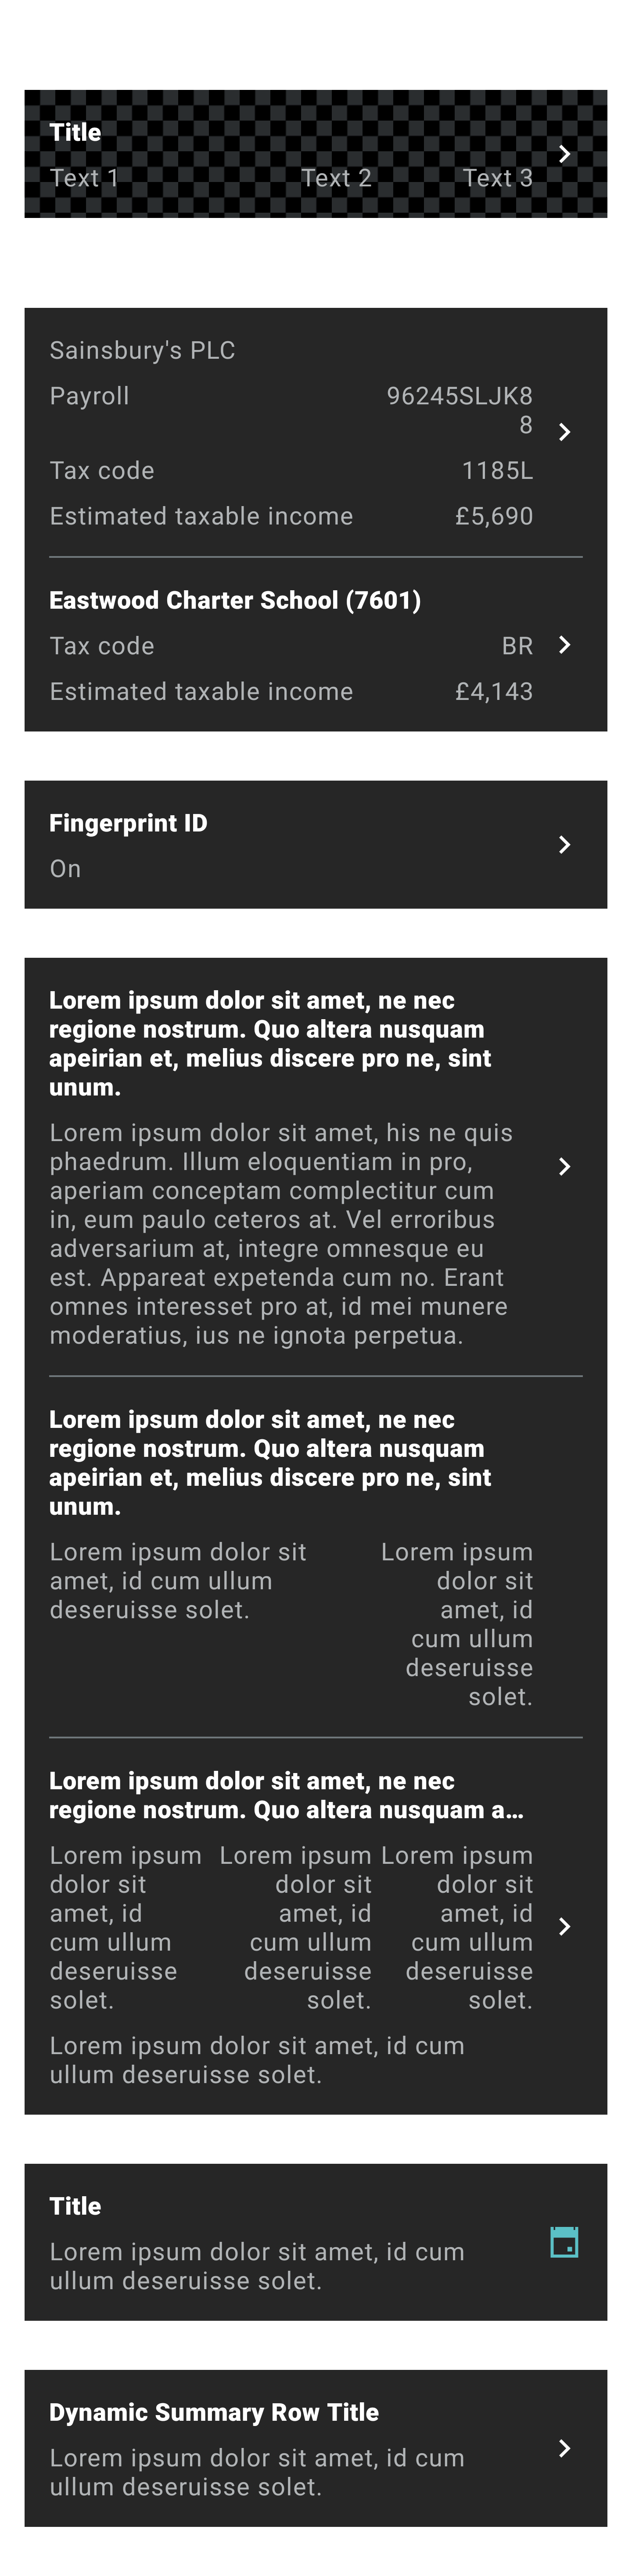 Title
Text 1 Text 2 Text 3
Sainsbury's PLC
Payroll 96245SLJK8
8
Tax code 1185L
Estimated taxable income £5,690
Eastwood Charter School (7601)
Tax code BR
Estimated taxable income £4,143
Fingerprint ID
On
Lorem ipsum dolor sit amet, ne nec
regione nostrum. Quo altera nusquam
apeirian et, melius discere pro ne, sint
unum.
Lorem ipsum dolor sit amet, his ne quis
phaedrum. Illum eloquentiam in pro,
aperiam conceptam complectitur cum
in, eum paulo ceteros at. Vel erroribus
adversarium at, integre omnesque eu
est. Appareat expetenda cum no. Erant
omnes interesset pro at, id mei munere
moderatius, ius ne ignota perpetua.
Lorem ipsum dolor sit amet, ne nec
regione nostrum. Quo altera nusquam
apeirian et, melius discere pro ne, sint
unum.
Lorem ipsum dolor sit
amet, id cum ullum
deseruisse solet.
Lorem ipsum
dolor sit
amet, id
cum ullum
deseruisse
solet.
Lorem ipsum dolor sit amet, ne nec
regione nostrum. Quo altera nusquam a…
Lorem ipsum
dolor sit
amet, id
cum ullum
deseruisse
solet.
Lorem ipsum
dolor sit
amet, id
cum ullum
deseruisse
solet.
Lorem ipsum
dolor sit
amet, id
cum ullum
deseruisse
solet.
Lorem ipsum dolor sit amet, id cum
ullum deseruisse solet.
Title
Lorem ipsum dolor sit amet, id cum
ullum deseruisse solet.
Dynamic Summary Row Title
Lorem ipsum dolor sit amet, id cum
ullum deseruisse solet.